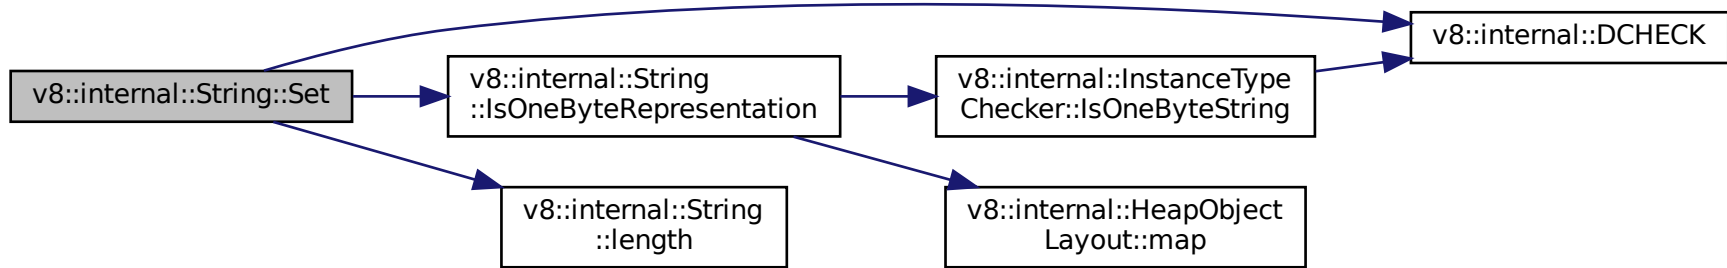 v8::internal::String::Set
v8::internal::String
::IsOneByteRepresentation
v8::internal::String
::length
v8::internal::InstanceType
Checker::IsOneByteString
v8::internal::HeapObject
Layout::map
v8::internal::DCHECK